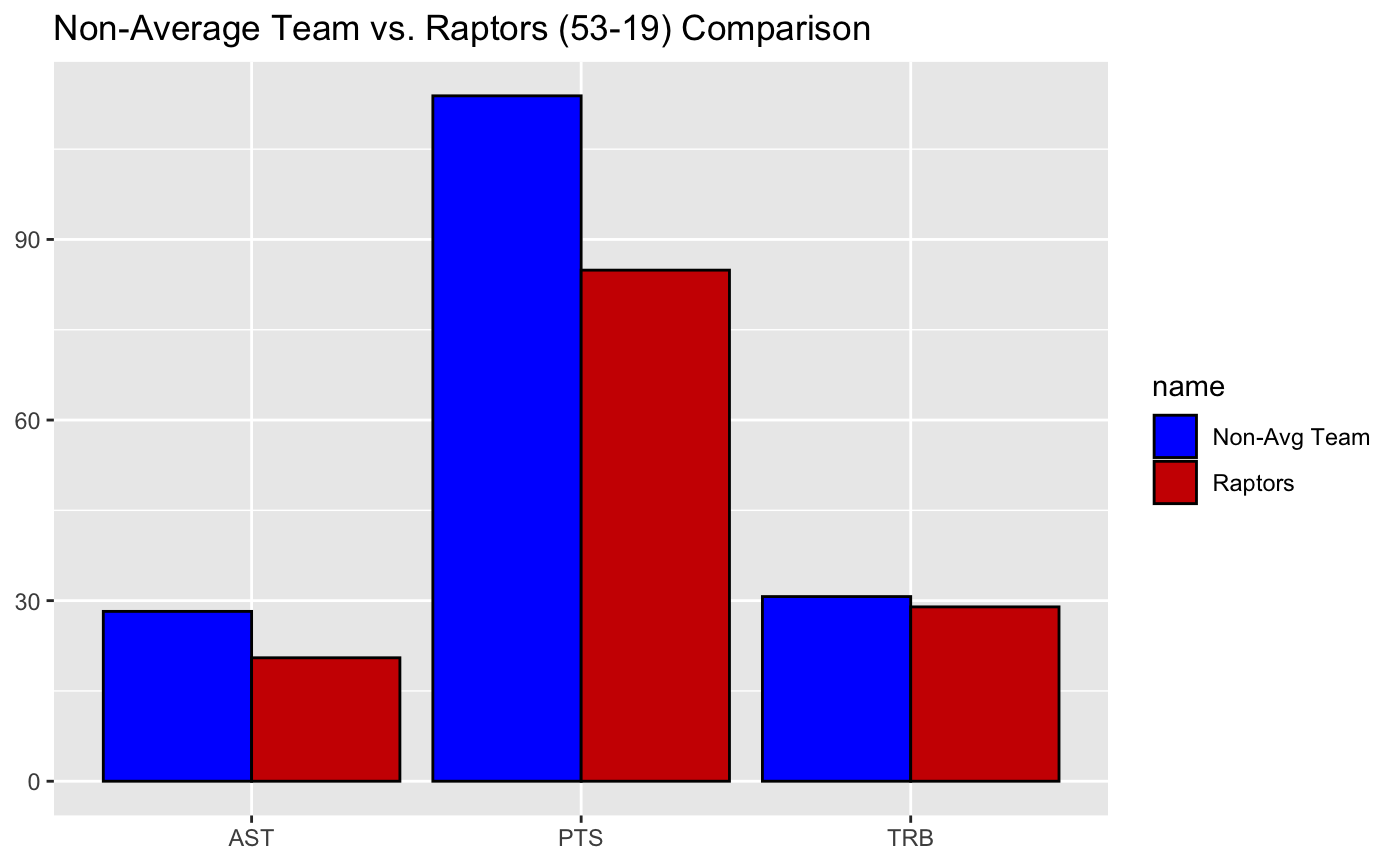 Non-Average Team vs. Raptors (53-19) Comparison
90
60
30
0
AST
PTS
TRB
name
Non-Avg Team
Raptors